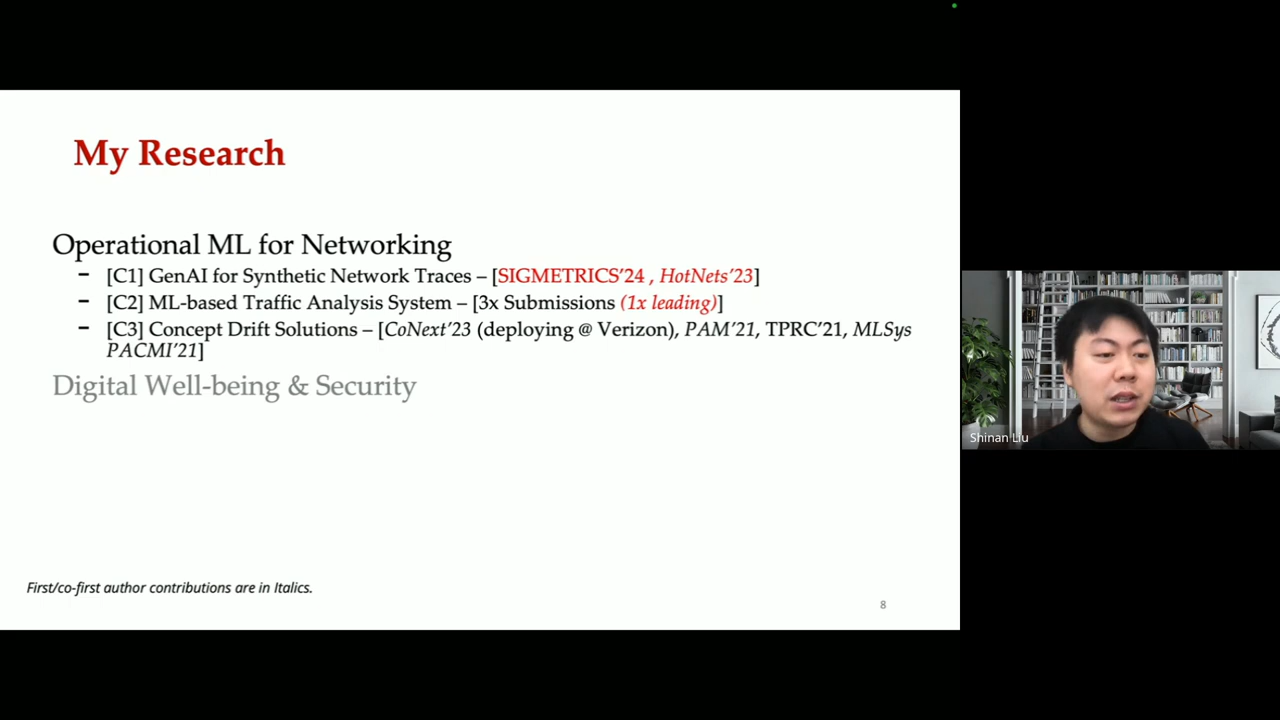 My Research
Operational ML for Networking
– [C1] GenAI for Synthetic Network Traces – [SIGMETRICS'24 , HotNets'23]
– [C2] ML-based Traffic Analysis System – [3x Submissions (1x leading)]
– [C3] Concept Drift Solutions – [CoNext'23 (deploying @ Verizon), PAM'21, TPRC'21, MLSys
PACMI'21]
Digital Well-being & Security
First/co-first author contributions are in Italics.
8
Shinan Liu